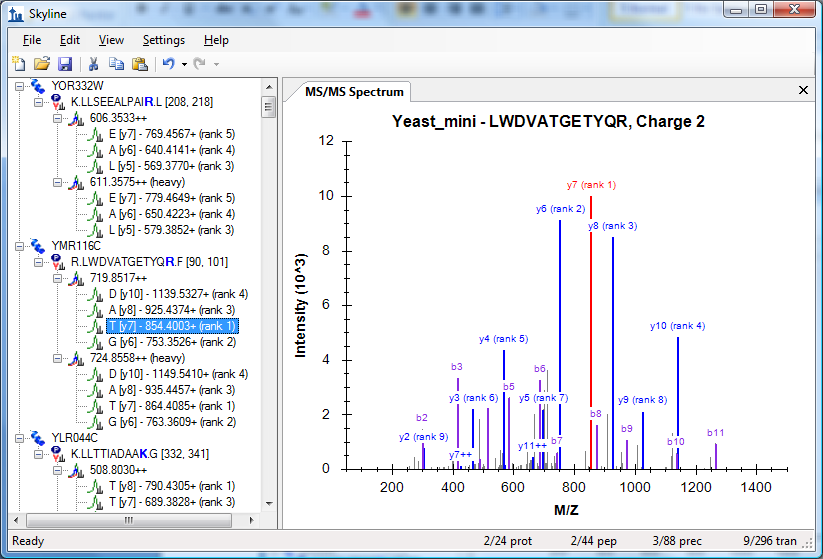 Skyline
File Edit View Settings Help
YOR332W
K.LLSEEALPAIR.L [208, 218]
606.3533++
E [y7] - 769.4567+ (rank 5)
A [y6] - 640.4141+ (rank 4)
L [y5] - 569.3770+ (rank 3)
611.3575++ (heavy)
E [y7] - 779.4649+ (rank 5)
A [y6] - 650.4223+ (rank 4)
L [y5] - 579.3852+ (rank 3)
YMR116C
R.LWDVATGETYQR.F [90, 101]
719.8517++
D [y10] - 1139.5327+ (rank 4)
A [y8] - 925.4374+ (rank 3)
T [y7] - 854.4003+ (rank 1)
G [y6] - 753.3526+ (rank 2)
724.8558++ (heavy)
D [y10] - 1149.5410+ (rank 4)
A [y8] - 935.4457+ (rank 3)
T [y7] - 864.4085+ (rank 1)
G [y6] - 763.3609+ (rank 2)
YLR044C
K.LLTTIADAAK.G [332, 341]
508.8030++
T [y8] - 790.4305+ (rank 1)
T [y7] - 689.3828+ (rank 3)
MS/MS Spectrum
Yeast_mini - LWDVATGETYQR, Charge 2
12
10
8
6
4
2
0
Intensity (10^3)
y7 (rank 1)
y6 (rank 2)
y8 (rank 3)
y10 (rank 4)
y4 (rank 5)
b3
b6
b5
y3 (rank 6)
y5 (rank 7)
y9 (rank 8)
b2
b8
y2 (rank 9)
b9
b7
b10
b11
y11++
y7++
200 400 600 800 1000 1200 1400
M/Z
Ready
2/24 prot 2/44 pep 3/88 prec 9/296 tran